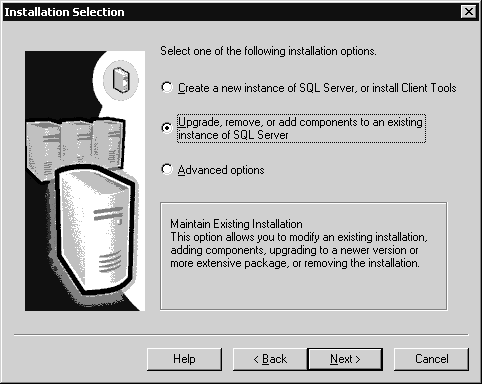 Installation Selection
Select one of the following installation options.
Create a new instance of SQL Server, or install Client Tools
Upgrade, remove, or add components to an existing
instance of SQL Server
Advanced options
Maintain Existing Installation
This option allows you to modify an existing installation,
adding components, upgrading to a newer version or
more extensive package, or removing the installation.
Help
< Back
Next >
Cancel